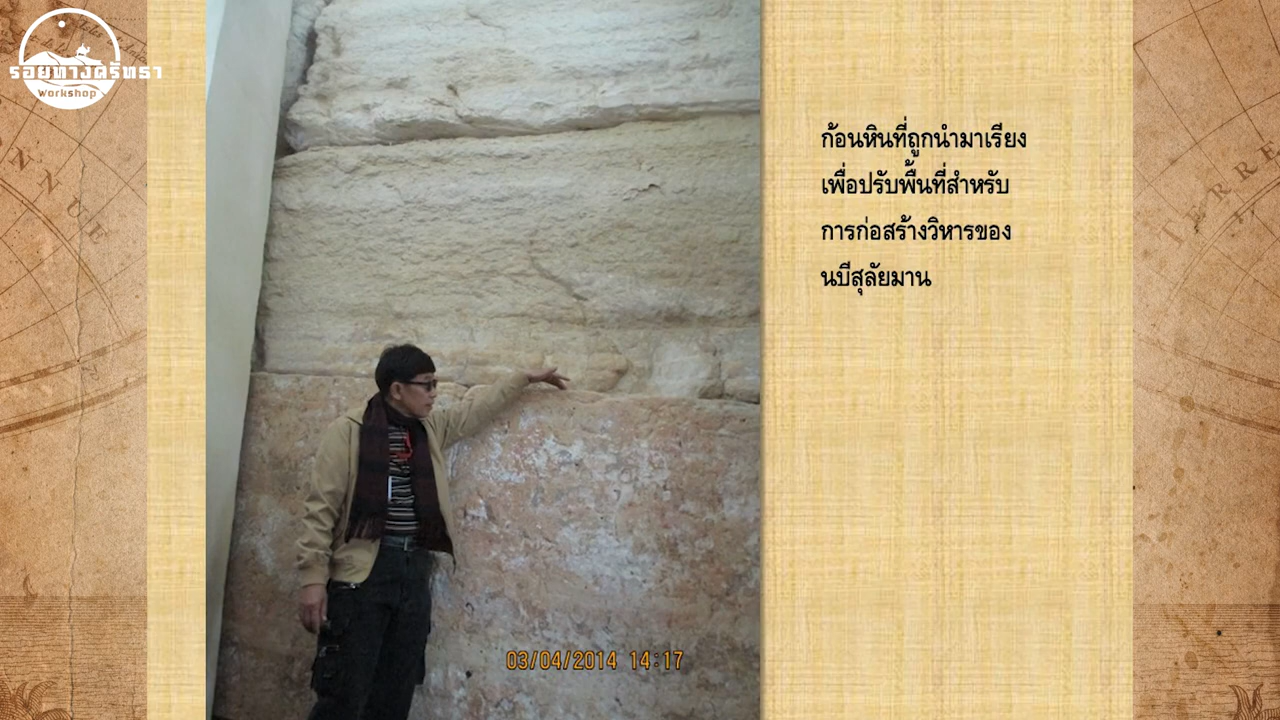 รอยทางศรัทธา
Workshop
ก้อนหินที่ถูกนำมาเรียง
เพื่อปรับพื้นที่สำหรับ
การก่อสร้างวิหารของ
นบีสุลัยมาน
03/04/2014 14:17